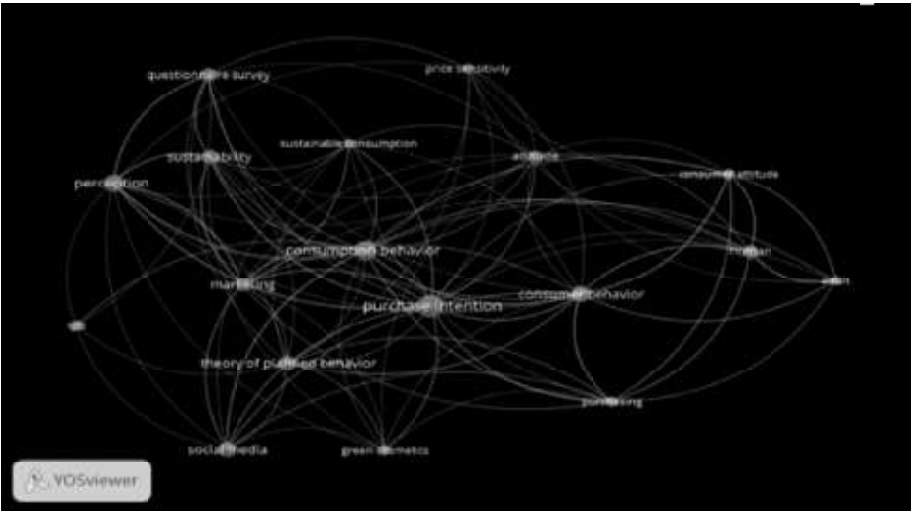 price sensitivity
questionnaire survey
sustainable consumption
sustainability
attitude
consumer attitude
perception
consumption behavior
human
marketing
consumer behavior
purchase intention
theory of planned behavior
purchasing
social media
green cosmetics
VOSviewer